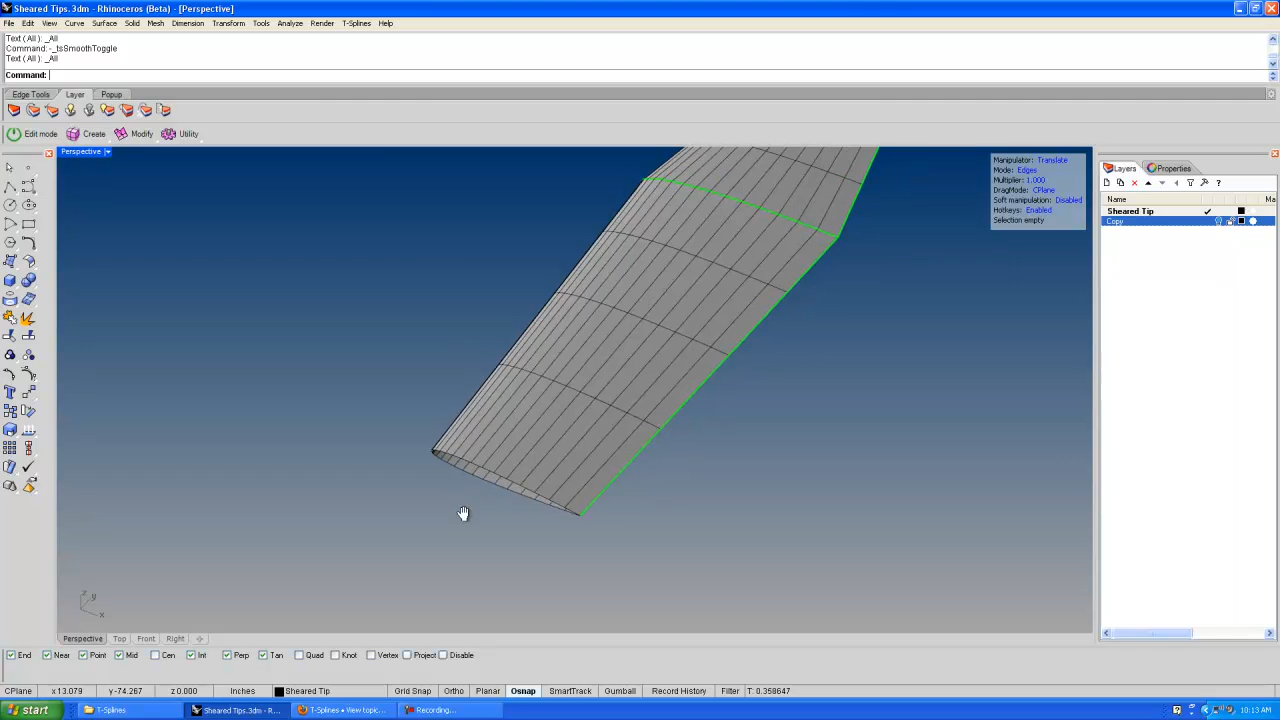 Sheared Tips.3dm - Rhinoceros (Beta) - [Perspective]
File Edit View Curve Surface Solid Mesh Dimension Transform Tools Analyze Render T-Splines Help
Text ( All ): _All
Command: -_tsSmoothToggle
Text ( All ): _All
Command:
Edge Tools Layer Popup
Edit mode Create Modify Utility
Perspective
Manipulator: Translate
Mode: Edges
Multiplier: 1.000
DragMode: CPlane
Soft manipulation: Disabled
Hotkeys: Enabled
Selection empty
Layers Properties
Name Ma
Sheared Tip
Copy
z y
x
Perspective Top Front Right
End Near Point Mid Cen Int Perp Tan Quad Knot Vertex Project Disable
CPlane x 13.079 y -74.267 z 0.000 Inches Sheared Tip Grid Snap Ortho Planar Osnap SmartTrack Gumball Record History Filter T: 0.358647
start T-Splines Sheared Tips.3dm - R... T-Splines • View topic... Recording... 10:13 AM